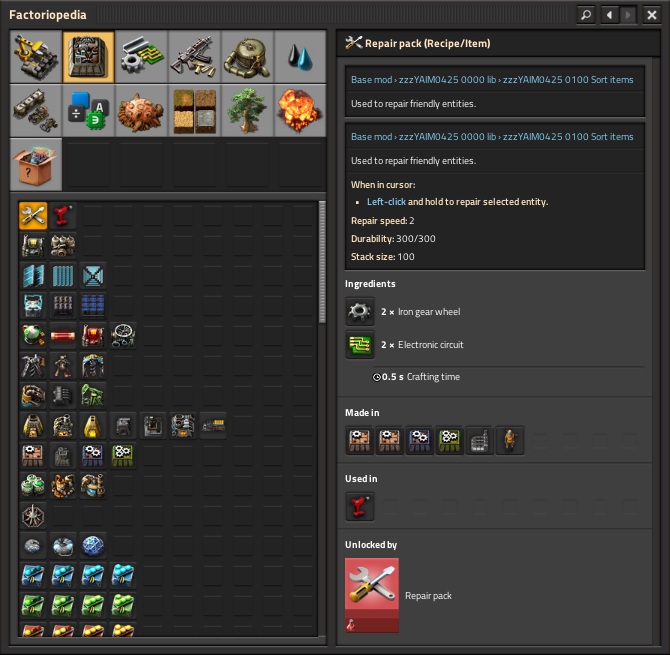 Factoriopedia
Repair pack (Recipe/Item)
Base mod › zzzYAIM0425 0000 lib › zzzYAIM0425 0100 Sort items
Used to repair friendly entities.
Base mod › zzzYAIM0425 0000 lib › zzzYAIM0425 0100 Sort items
Used to repair friendly entities.
When in cursor:
▪ Left-click and hold to repair selected entity.
Repair speed: 2
Durability: 300/300
Stack size: 100
Ingredients
2 × Iron gear wheel
2 × Electronic circuit
0.5 s Crafting time
Made in
Used in
Unlocked by
Repair pack